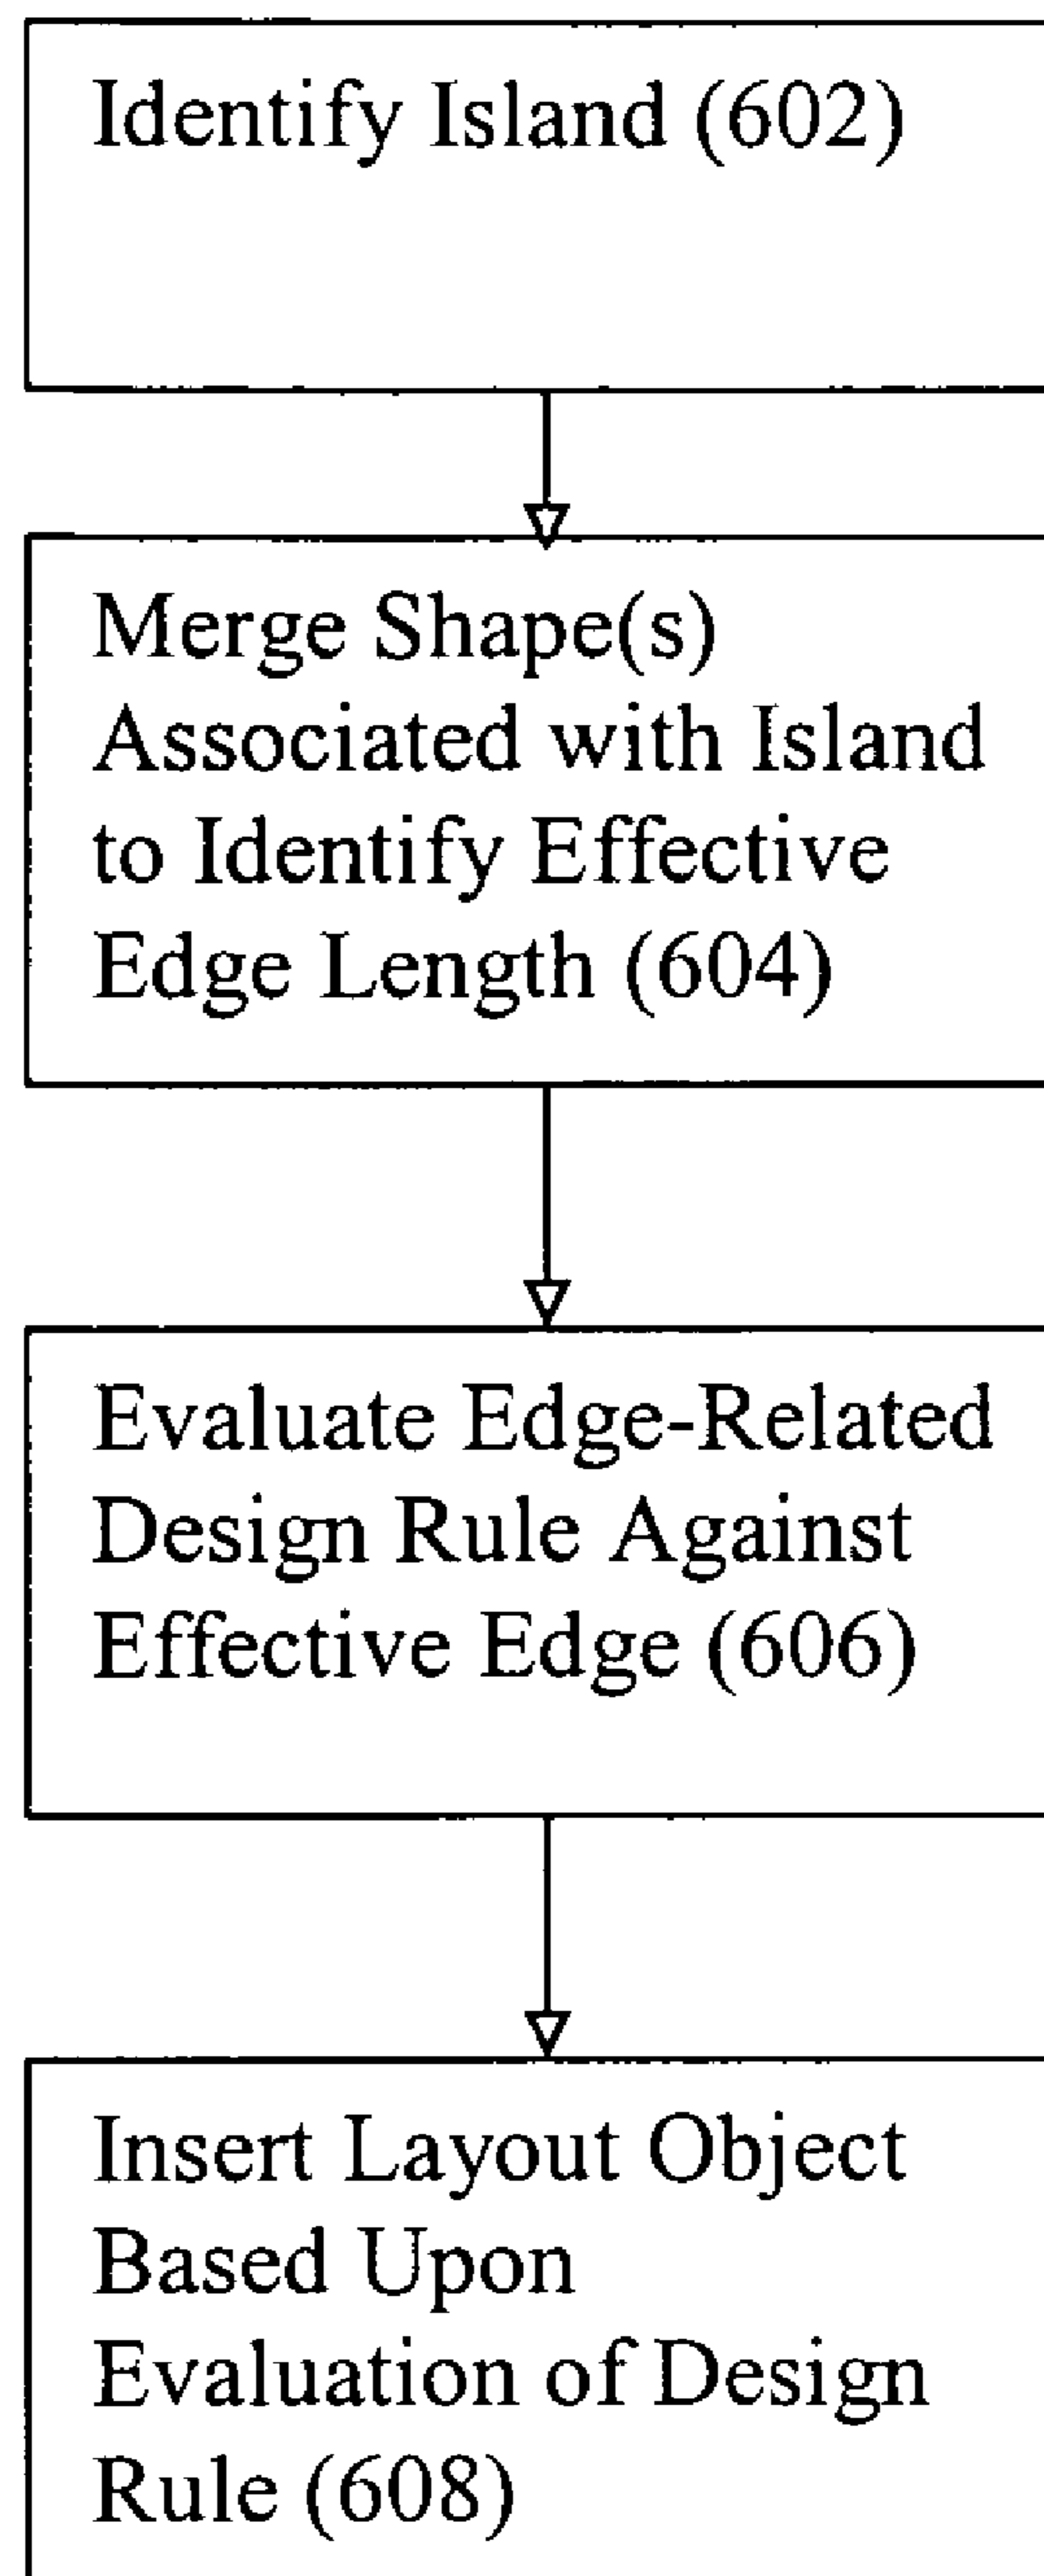 Identify Island (602)
Merge Shape(s)
Associated with Island
to Identify Effective
Edge Length (604)
Evaluate Edge-Related
Design Rule Against
Effective Edge (606)
Insert Layout Object
Based Upon
Evaluation of Design
Rule (608)